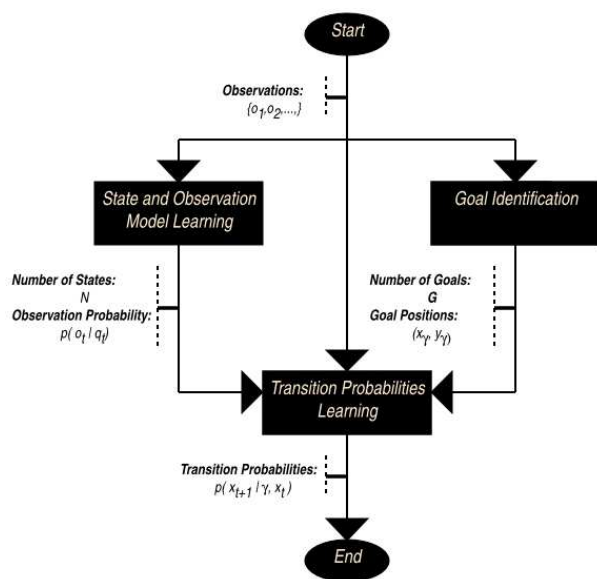 Start
Observations:
{o1,o2,...,}
State and Observation
Model Learning
Goal Identification
Number of States:
N
Observation Probability:
p( ot | qt)
Number of Goals:
G
Goal Positions:
(xγ, yγ)
Transition Probabilities
Learning
Transition Probabilities:
p( xt+1 | γ, xt )
End